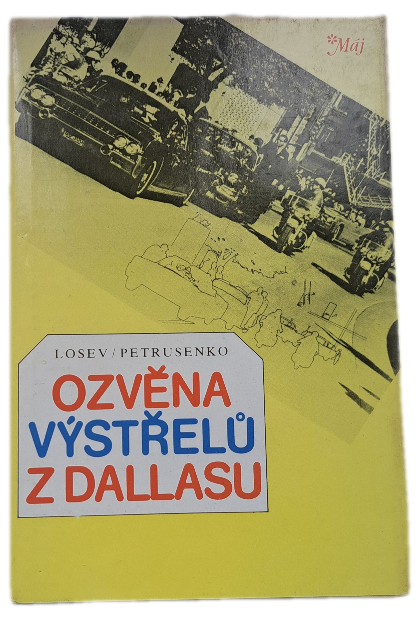 *Máj
LOSEV/PETRUSENKO
OZVĚNA
VÝSTŘELŮ
Z DALLASU